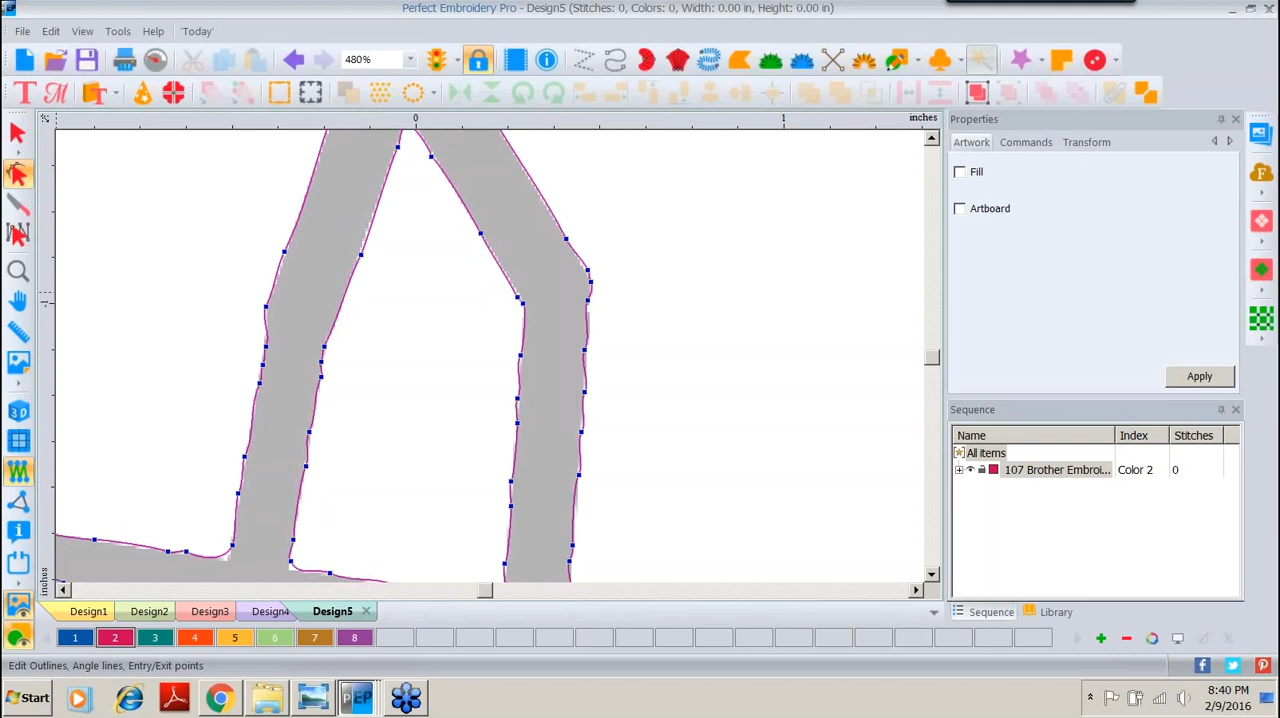 Perfect Embroidery Pro - Design5 (Stitches: 0, Colors: 0, Width: 0.00 in, Height: 0.00 in)
File Edit View Tools Help 'Today'
480%
0 1 inches
Properties
Artwork Commands Transform
Fill
Artboard
Apply
Sequence
Name Index Stitches
All items
107 Brother Embroi... Color 2 0
-1
inches
Sequence Library
Design1 Design2 Design3 Design4 Design5
1 2 3 4 5 6 7 8
Edit Outlines, Angle lines, Entry/Exit points
Start
8:40 PM
2/9/2016